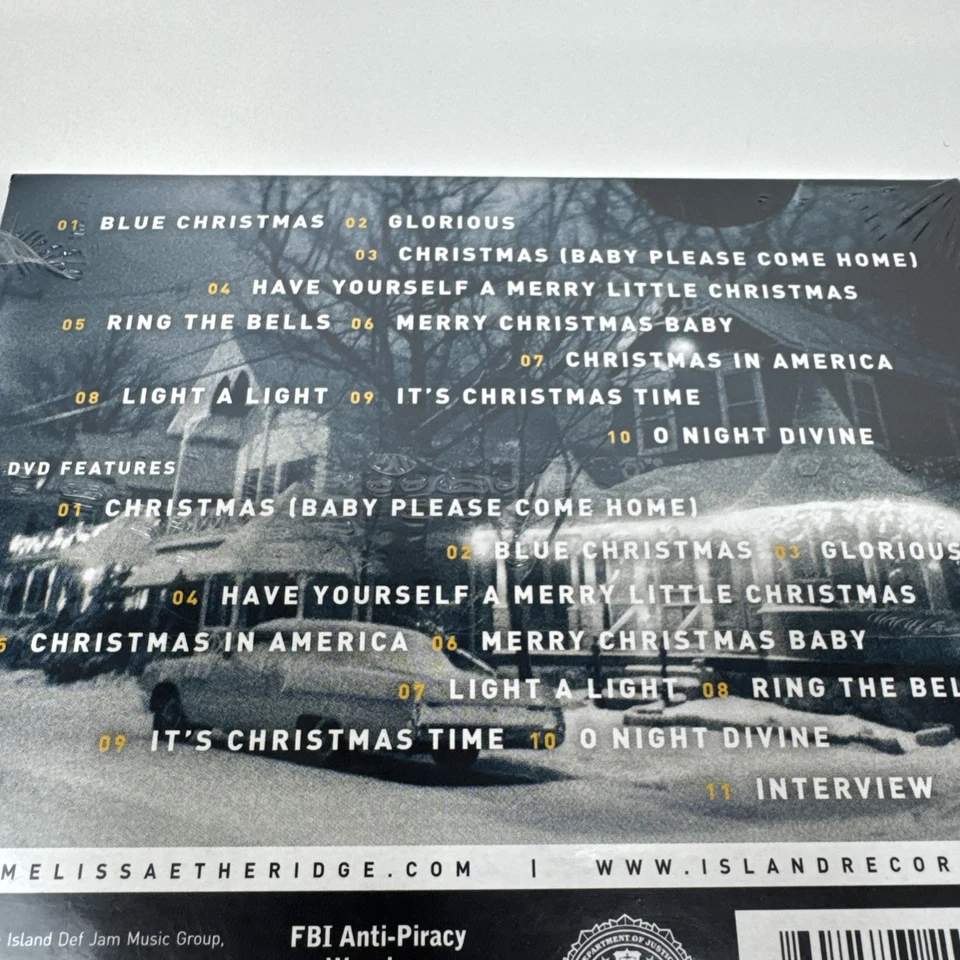 01 BLUE CHRISTMAS 02 GLORIOUS
03 CHRISTMAS (BABY PLEASE COME HOME)
04 HAVE YOURSELF A MERRY LITTLE CHRISTMAS
05 RING THE BELLS 06 MERRY CHRISTMAS BABY
07 CHRISTMAS IN AMERICA
08 LIGHT A LIGHT 09 IT'S CHRISTMAS TIME
10 O NIGHT DIVINE
DVD FEATURES
01 CHRISTMAS (BABY PLEASE COME HOME)
02 BLUE CHRISTMAS 03 GLORIOUS
04 HAVE YOURSELF A MERRY LITTLE CHRISTMAS
5 CHRISTMAS IN AMERICA 06 MERRY CHRISTMAS BABY
07 LIGHT A LIGHT 08 RING THE BEL
09 IT'S CHRISTMAS TIME 10 O NIGHT DIVINE
11 INTERVIEW
MELISSAETHERIDGE.COM | WWW.ISLANDRECOR
Island Def Jam Music Group,
FBI Anti-Piracy
PARTMENT OF JUSTIC